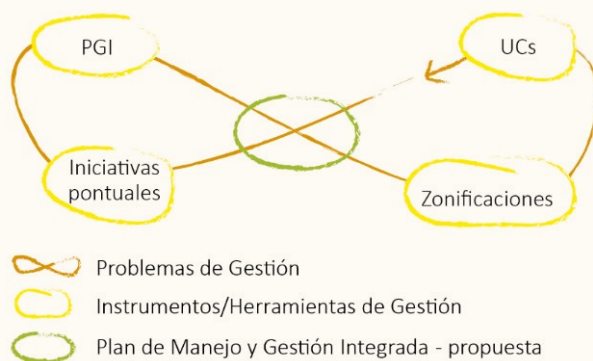 PGI
UCs
Iniciativas
pontuales
Zonificaciones
Problemas de Gestión
Instrumentos/Herramientas de Gestión
Plan de Manejo y Gestión Integrada - propuesta